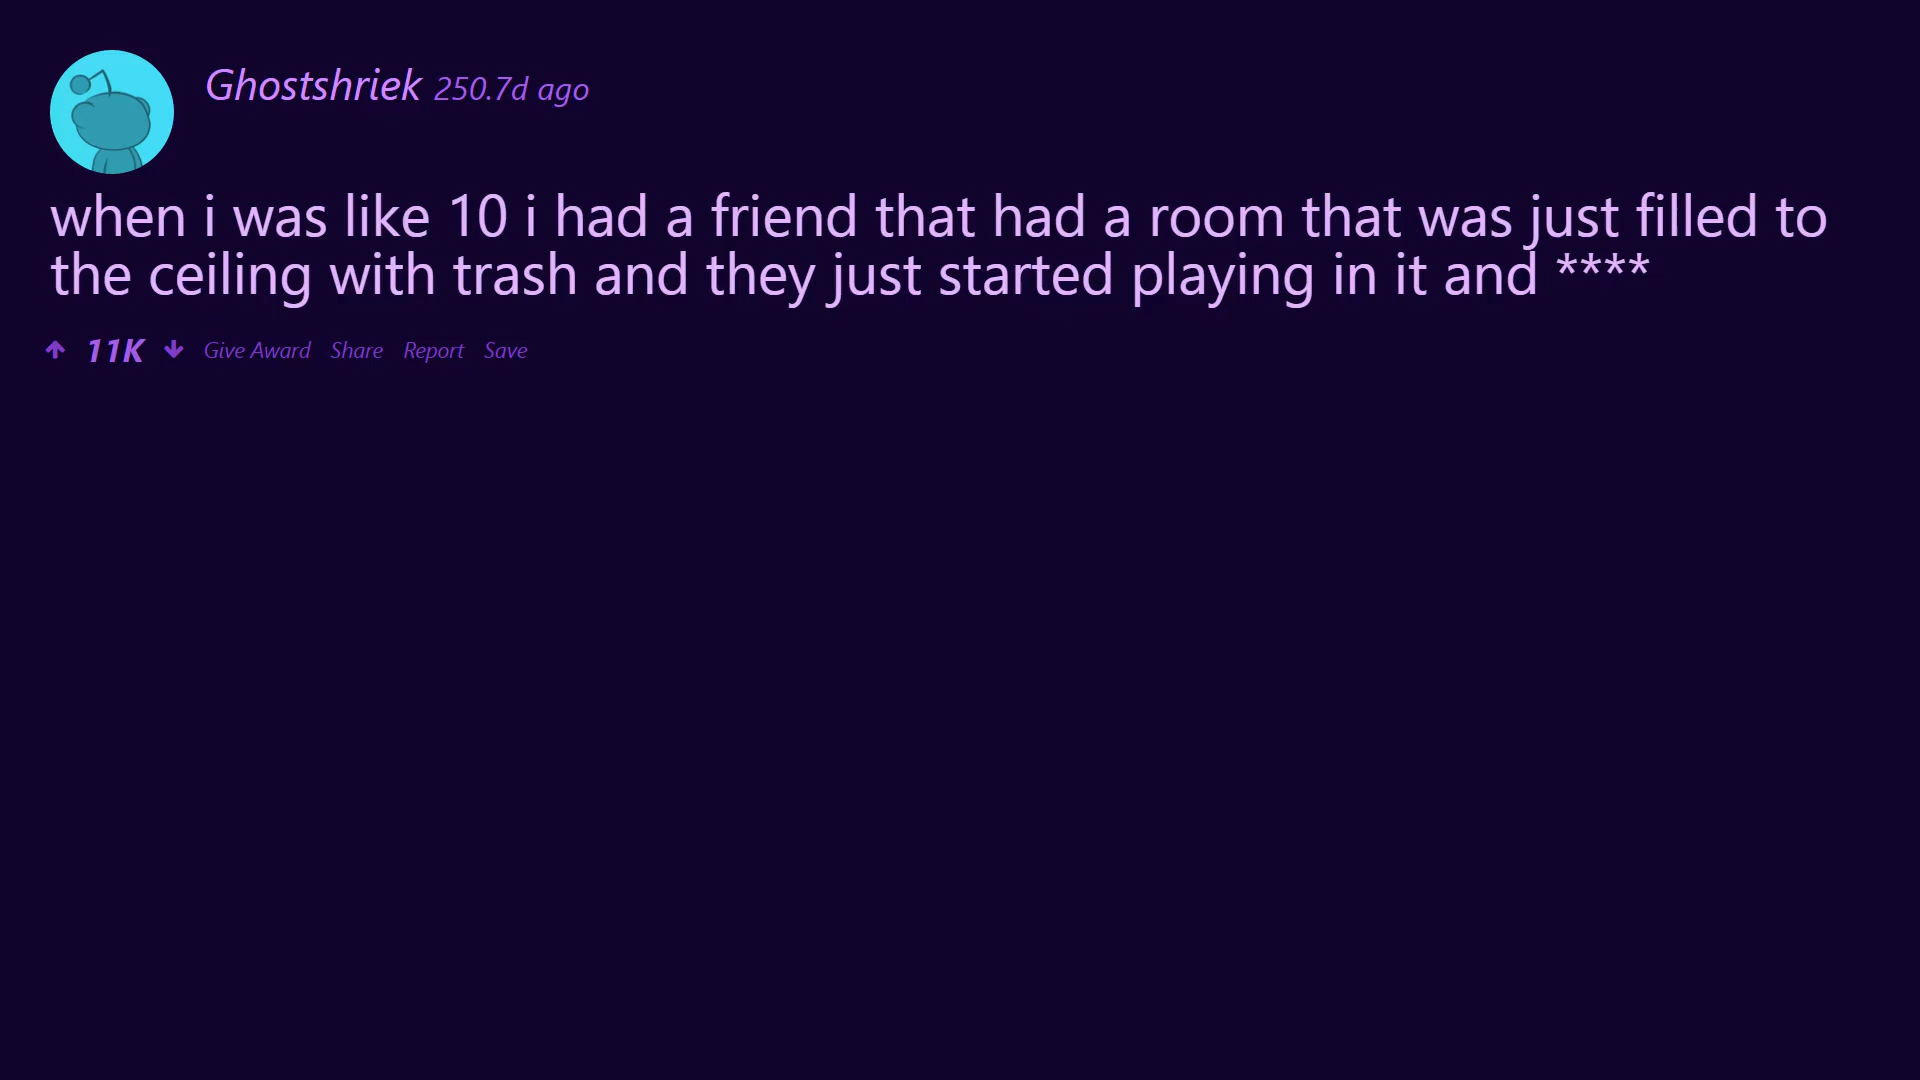 Ghostshriek 250.7d ago
when i was like 10 i had a friend that had a room that was just filled to
the ceiling with trash and they just started playing in it and ****
11K Give Award Share Report Save